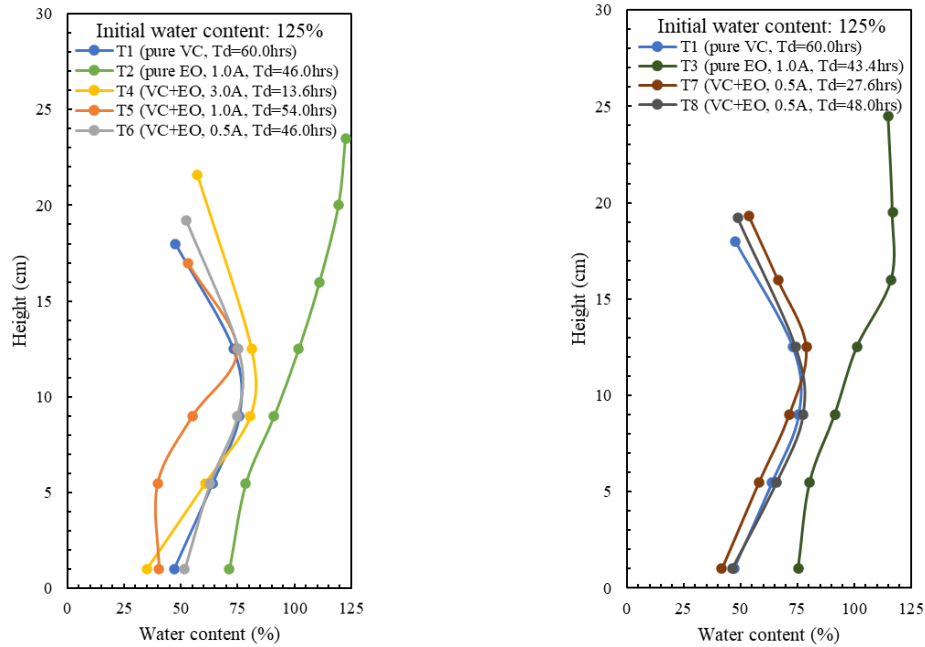 Initial water content: 125%
T1 (pure VC, Td=60.0hrs)
T2 (pure EO, 1.0A, Td=46.0hrs)
T4 (VC+EO, 3.0A, Td=13.6hrs)
T5 (VC+EO, 1.0A, Td=54.0hrs)
T6 (VC+EO, 0.5A, Td=46.0hrs)
30
25
20
15
10
5
0
Height (cm)
0 25 50 75 100 125
Water content (%)
Initial water content: 125%
T1 (pure VC, Td=60.0hrs)
T3 (pure EO, 1.0A, Td=43.4hrs)
T7 (VC+EO, 0.5A, Td=27.6hrs)
T8 (VC+EO, 0.5A, Td=48.0hrs)
30
25
20
15
10
5
0
Height (cm)
0 25 50 75 100 125
Water content (%)